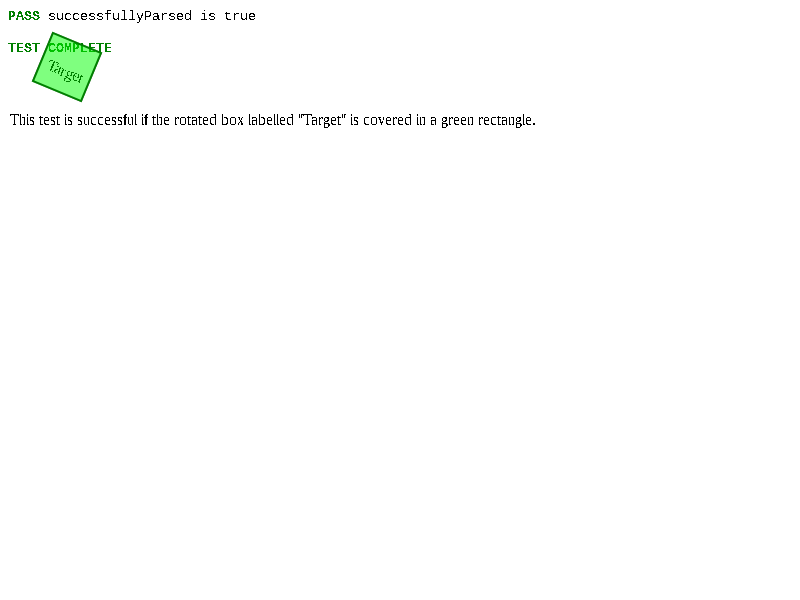 PASS successfullyParsed is true
TEST COMPLETE
Target
This test is successful if the rotated box labelled "Target" is covered in a green rectangle.